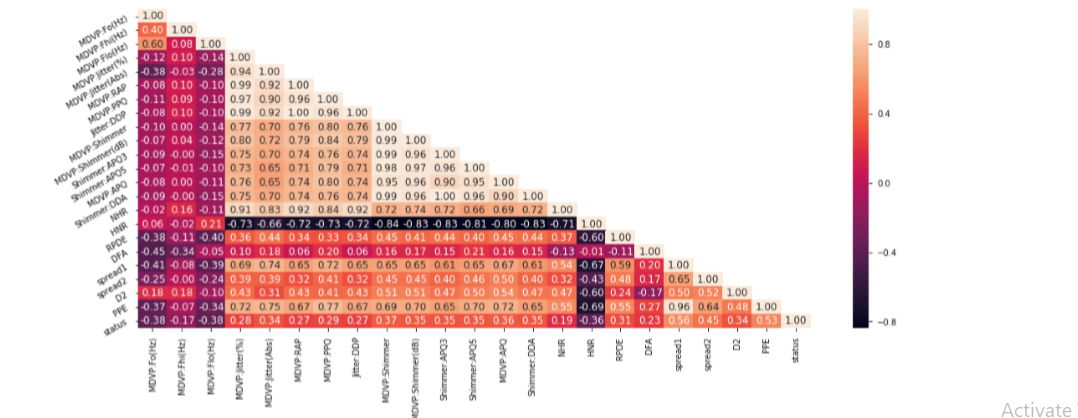 MDVP:Fo(Hz) 1.00
MDVP:Fhi(Hz) 0.40 1.00
MDVP:Flo(Hz) 0.60 0.08 1.00
MDVP:Jitter(%) -0.12 0.10 -0.14 1.00
MDVP:Jitter(Abs) -0.38 -0.03 -0.28 0.94 1.00
MDVP:RAP -0.08 0.10 -0.10 0.99 0.92 1.00
MDVP:PPQ -0.11 0.09 -0.10 0.97 0.90 0.96 1.00
Jitter:DDP -0.08 0.10 -0.10 0.99 0.92 1.00 0.96 1.00
MDVP:Shimmer -0.10 0.00 -0.14 0.77 0.70 0.76 0.80 0.76 1.00
MDVP:Shimmer(dB) -0.07 0.04 -0.12 0.80 0.72 0.79 0.84 0.79 0.99 1.00
Shimmer:APQ3 -0.09 -0.00 -0.15 0.75 0.70 0.74 0.76 0.74 0.99 0.96 1.00
Shimmer:APQ5 -0.07 -0.01 -0.10 0.73 0.65 0.71 0.79 0.71 0.98 0.97 0.96 1.00
MDVP:APQ -0.08 0.00 -0.11 0.76 0.65 0.74 0.80 0.74 0.95 0.96 0.90 0.95 1.00
Shimmer:DDA -0.09 -0.00 -0.15 0.75 0.70 0.74 0.76 0.74 0.99 0.96 1.00 0.96 0.90 1.00
NHR -0.02 0.16 -0.11 0.91 0.83 0.92 0.84 0.92 0.72 0.74 0.72 0.66 0.69 0.72 1.00
HNR 0.06 -0.02 0.21 -0.73 -0.66 -0.72 -0.73 -0.72 -0.84 -0.83 -0.83 -0.81 -0.80 -0.83 -0.71 1.00
RPDE -0.38 -0.11 -0.40 0.36 0.44 0.34 0.33 0.34 0.45 0.41 0.44 0.40 0.45 0.44 0.37 -0.60 1.00
DFA -0.45 -0.34 -0.05 0.10 0.18 0.06 0.20 0.06 0.16 0.17 0.15 0.21 0.16 0.15 -0.13 -0.01 -0.11 1.00
spread1 -0.41 -0.08 -0.39 0.69 0.74 0.65 0.72 0.65 0.65 0.65 0.61 0.65 0.67 0.61 0.54 -0.67 0.59 0.20 1.00
spread2 -0.25 -0.00 -0.24 0.39 0.39 0.32 0.41 0.32 0.45 0.45 0.40 0.46 0.50 0.40 0.32 -0.43 0.48 0.17 0.65 1.00
D2 0.18 0.18 -0.10 0.43 0.31 0.43 0.41 0.43 0.51 0.51 0.47 0.50 0.54 0.47 0.47 -0.60 0.24 -0.17 0.50 0.52 1.00
PPE -0.37 -0.07 -0.34 0.72 0.75 0.67 0.77 0.67 0.69 0.70 0.65 0.70 0.72 0.65 0.55 -0.69 0.55 0.27 0.96 0.64 0.48 1.00
status -0.38 -0.17 -0.38 0.28 0.34 0.27 0.29 0.27 0.37 0.35 0.35 0.35 0.36 0.35 0.19 -0.36 0.31 0.23 0.56 0.45 0.34 0.53 1.00
MDVP:Fo(Hz) MDVP:Fhi(Hz) MDVP:Flo(Hz) MDVP:Jitter(%) MDVP:Jitter(Abs) MDVP:RAP MDVP:PPQ Jitter:DDP MDVP:Shimmer MDVP:Shimmer(dB) Shimmer:APQ3 Shimmer:APQ5 MDVP:APQ Shimmer:DDA NHR HNR RPDE DFA spread1 spread2 D2 PPE status
0.8
0.4
0.0
-0.4
-0.8
Activate